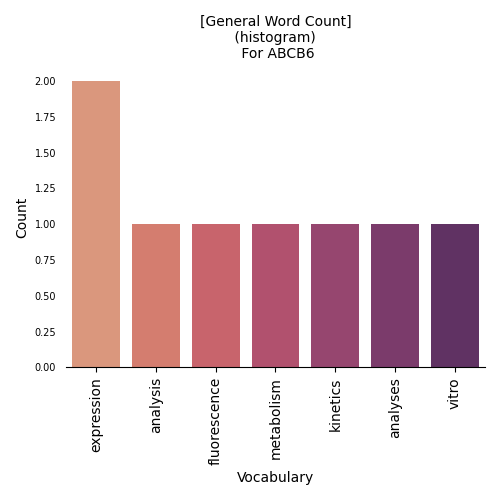 [General Word Count]
(histogram)
For ABCB6
2.00
1.75
1.50
1.25
1.00
0.75
0.50
0.25
0.00
Count
expression
analysis
fluorescence
metabolism
kinetics
analyses
vitro
Vocabulary